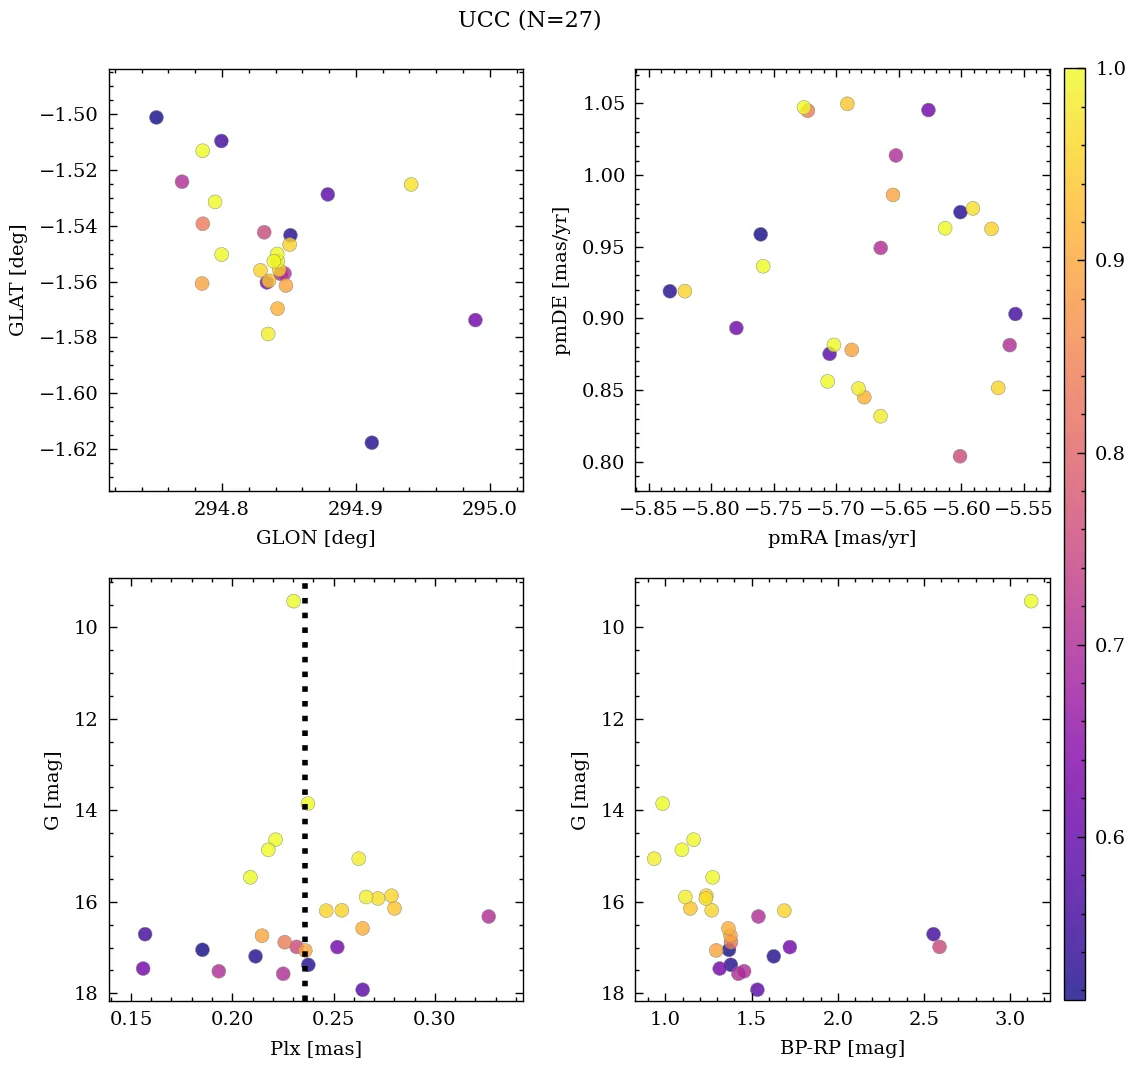 UCC (N=27)
−1.50
−1.52
−1.54
−1.56
−1.58
−1.60
−1.62
GLAT [deg]
294.8 294.9 295.0
GLON [deg]
1.05
1.00
0.95
0.90
0.85
0.80
pmDE [mas/yr]
−5.85 −5.80 −5.75 −5.70 −5.65 −5.60 −5.55
pmRA [mas/yr]
10
12
14
16
18
G [mag]
0.15 0.20 0.25 0.30
Plx [mas]
10
12
14
16
18
G [mag]
1.0 1.5 2.0 2.5 3.0
BP-RP [mag]
1.0
0.9
0.8
0.7
0.6